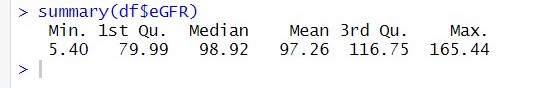 > summary(df$eGFR)
Min. 1st Qu. Median Mean 3rd Qu. Max.
5.40 79.99 98.92 97.26 116.75 165.44
>